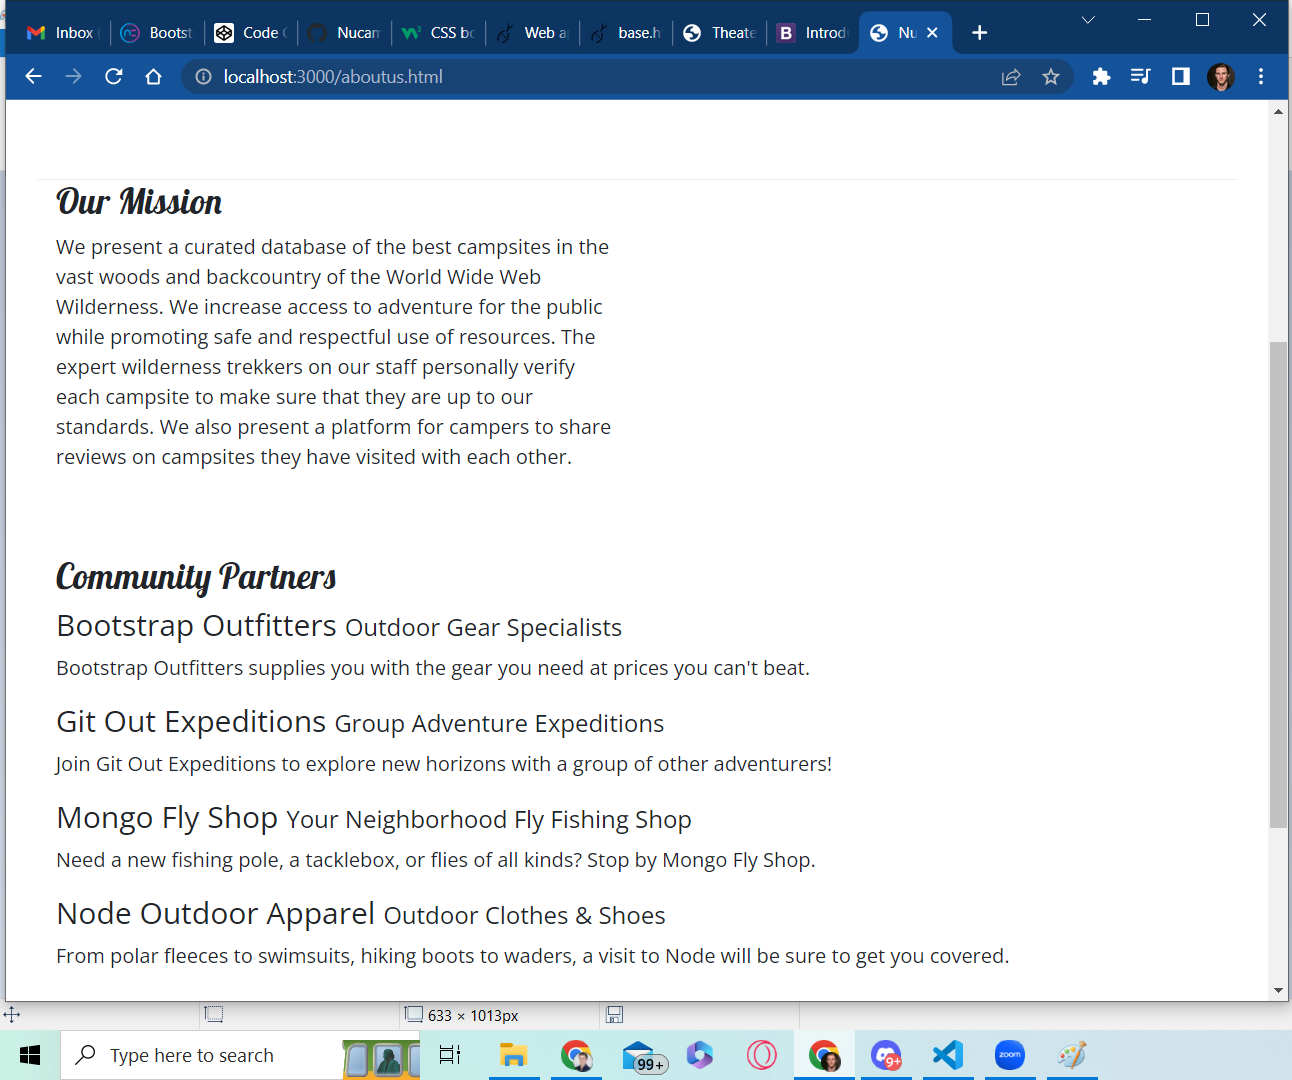 Inbox (
Bootst
Code
Nucam
CSS bo
Web a
base.h
Theate
B
Introd
Nu
localhost:3000/aboutus.html
Our Mission
We present a curated database of the best campsites in the
vast woods and backcountry of the World Wide Web
Wilderness. We increase access to adventure for the public
while promoting safe and respectful use of resources. The
expert wilderness trekkers on our staff personally verify
each campsite to make sure that they are up to our
standards. We also present a platform for campers to share
reviews on campsites they have visited with each other.
Community Partners
Bootstrap Outfitters Outdoor Gear Specialists
Bootstrap Outfitters supplies you with the gear you need at prices you can't beat.
Git Out Expeditions Group Adventure Expeditions
Join Git Out Expeditions to explore new horizons with a group of other adventurers!
Mongo Fly Shop Your Neighborhood Fly Fishing Shop
Need a new fishing pole, a tacklebox, or flies of all kinds? Stop by Mongo Fly Shop.
Node Outdoor Apparel Outdoor Clothes & Shoes
From polar fleeces to swimsuits, hiking boots to waders, a visit to Node will be sure to get you covered.
633 × 1013px
Type here to search
99+
9+
zoom